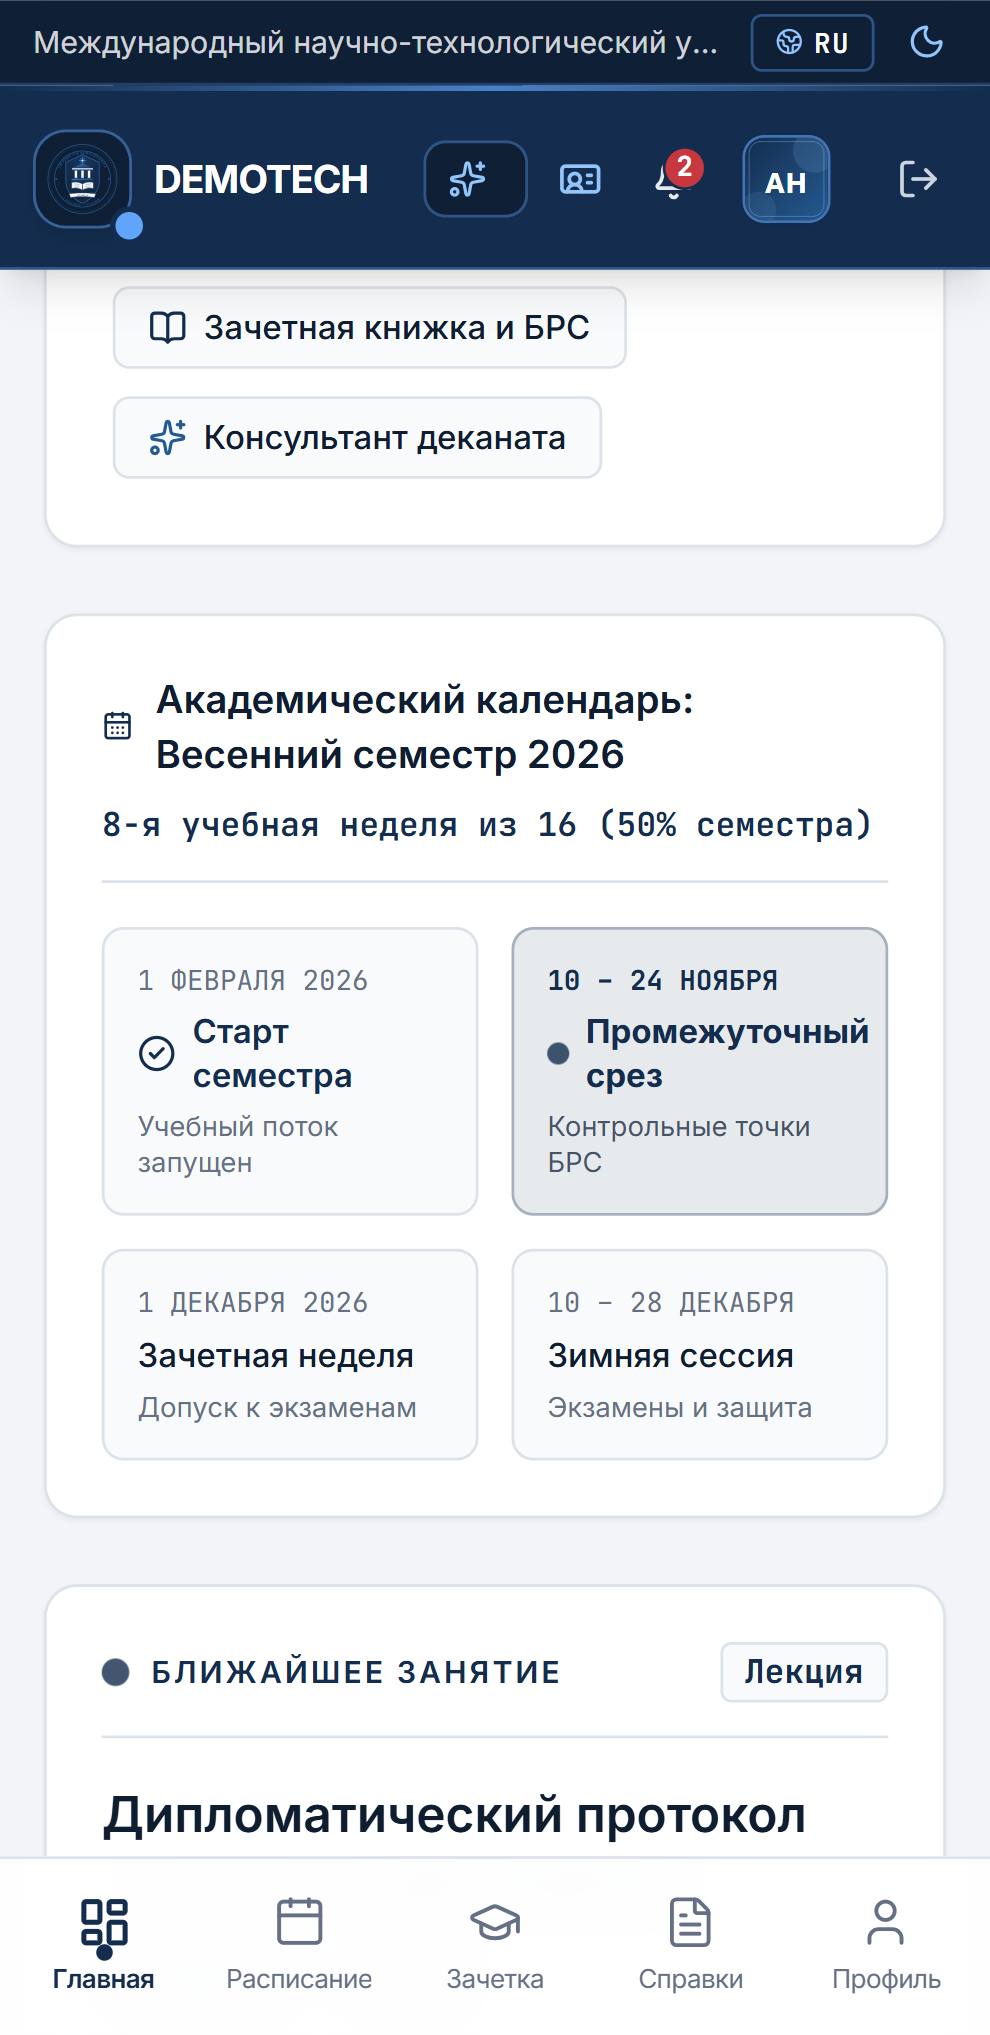 Международный научно-технологический у...
RU
DEMOTECH
2
АН
Зачетная книжка и БРС
Консультант деканата
Академический календарь:
Весенний семестр 2026
8-я учебная неделя из 16 (50% семестра)
1 ФЕВРАЛЯ 2026
Старт
семестра
Учебный поток
запущен
10 – 24 НОЯБРЯ
Промежуточный
срез
Контрольные точки
БРС
1 ДЕКАБРЯ 2026
Зачетная неделя
Допуск к экзаменам
10 – 28 ДЕКАБРЯ
Зимняя сессия
Экзамены и защита
БЛИЖАЙШЕЕ ЗАНЯТИЕ
Лекция
Дипломатический протокол
Главная
Расписание
Зачетка
Справки
Профиль